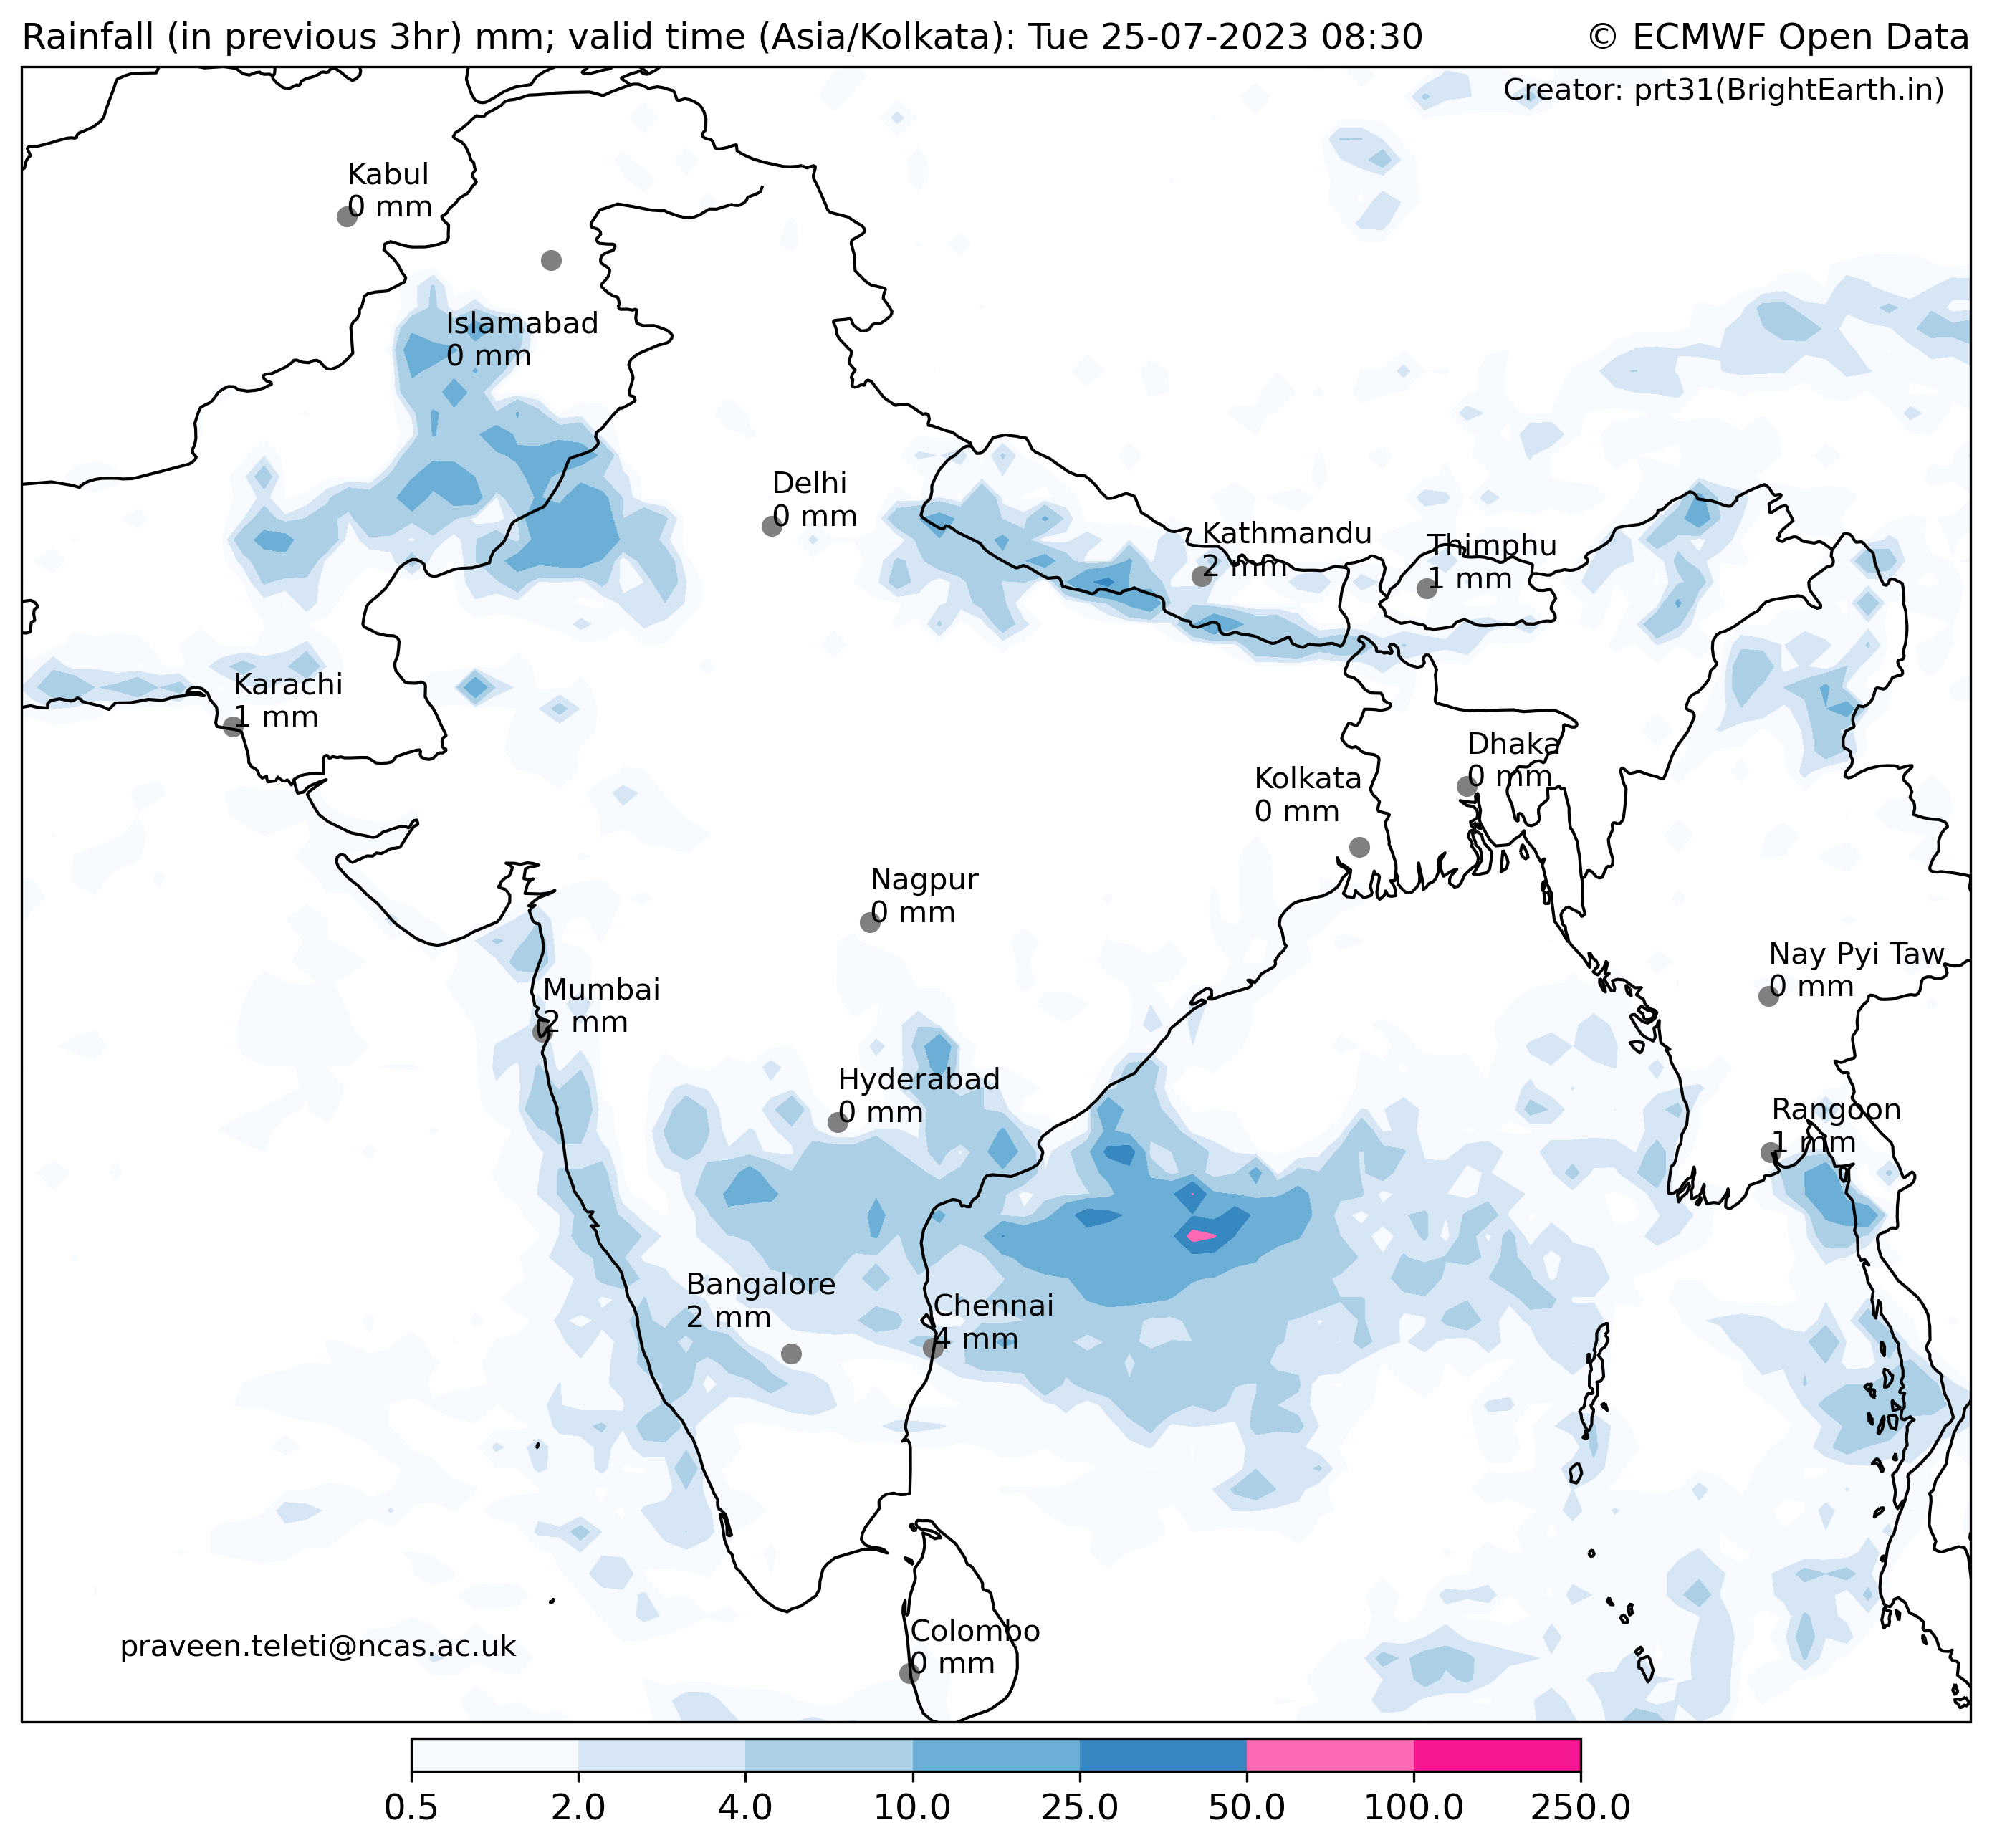 Rainfall (in previous 3hr) mm; valid time (Asia/Kolkata): Tue 25-07-2023 08:30
© ECMWF Open Data
Creator: prt31(BrightEarth.in)
Kabul
0 mm
Islamabad
0 mm
Delhi
0 mm
Kathmandu
2 mm
Thimphu
1 mm
Karachi
1 mm
Dhaka
0 mm
Kolkata
0 mm
Nagpur
0 mm
Nay Pyi Taw
0 mm
Mumbai
2 mm
Hyderabad
0 mm
Rangoon
1 mm
Bangalore
2 mm
Chennai
4 mm
Colombo
0 mm
praveen.teleti@ncas.ac.uk
0.5 2.0 4.0 10.0 25.0 50.0 100.0 250.0